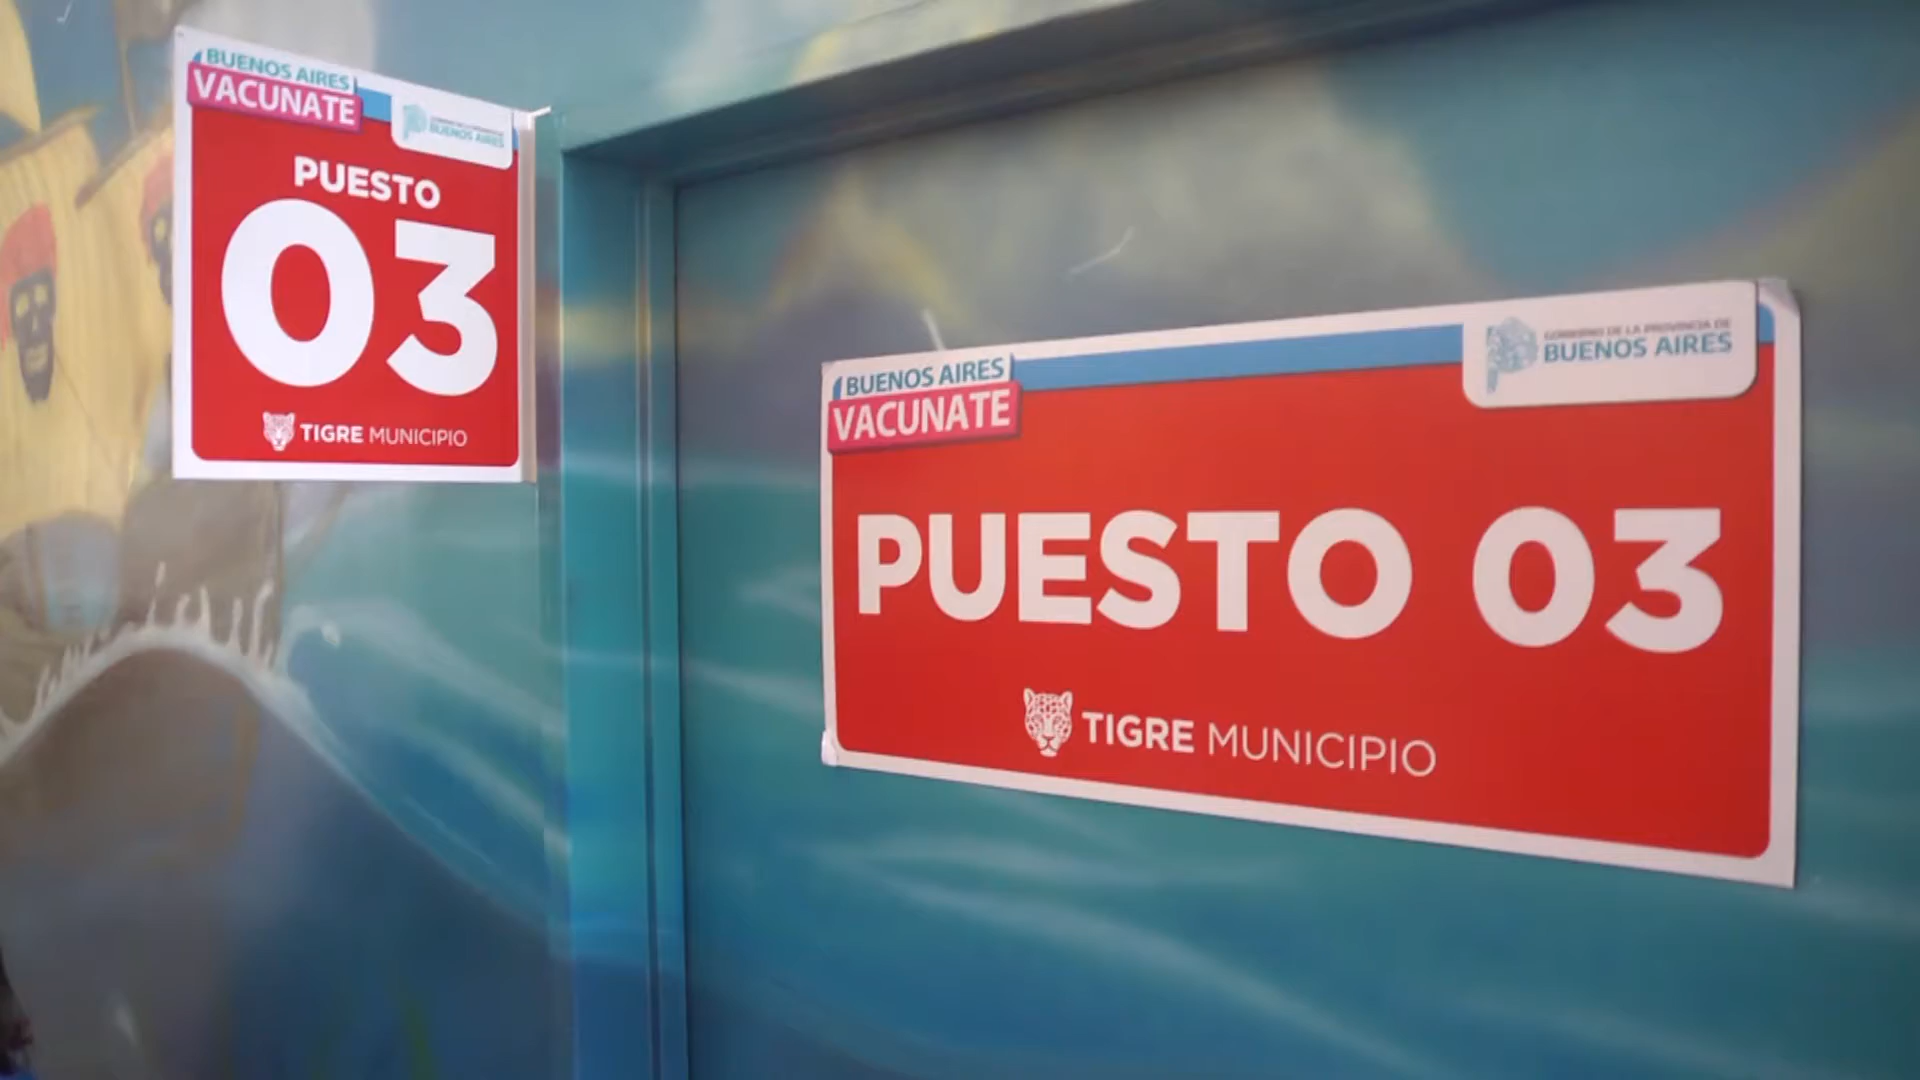 BUENOS AIRES
VACUNATE
BUENOS AIRES
PUESTO
03
TIGRE MUNICIPIO
BUENOS AIRES
VACUNATE
GOBIERNO DE LA PROVINCIA DE
BUENOS AIRES
PUESTO 03
TIGRE MUNICIPIO